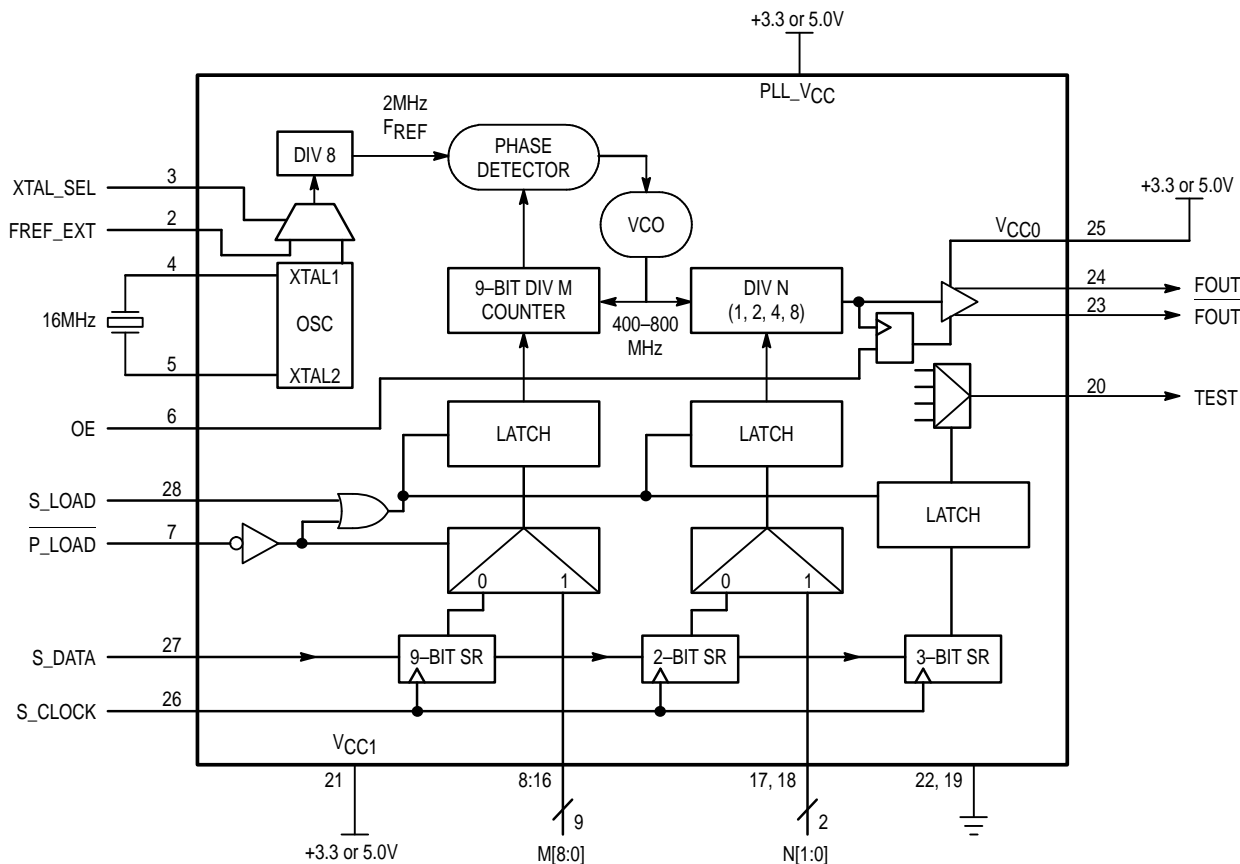 +3.3 or 5.0V
PLL_VCC
2MHz
FREF
DIV 8
PHASE
DETECTOR
XTAL_SEL
3
FREF_EXT
2
VCO
+3.3 or 5.0V
VCC0
25
4
XTAL1
16MHz
OSC
5
XTAL2
9–BIT DIV M
COUNTER
400–800
MHz
DIV N
(1, 2, 4, 8)
24
FOUT
23
FOUT
20
TEST
OE
6
LATCH
LATCH
S_LOAD
28
LATCH
P_LOAD
7
0
1
0
1
S_DATA
27
9–BIT SR
2–BIT SR
3–BIT SR
S_CLOCK
26
VCC1
21
8:16
17, 18
22, 19
9
2
+3.3 or 5.0V
M[8:0]
N[1:0]